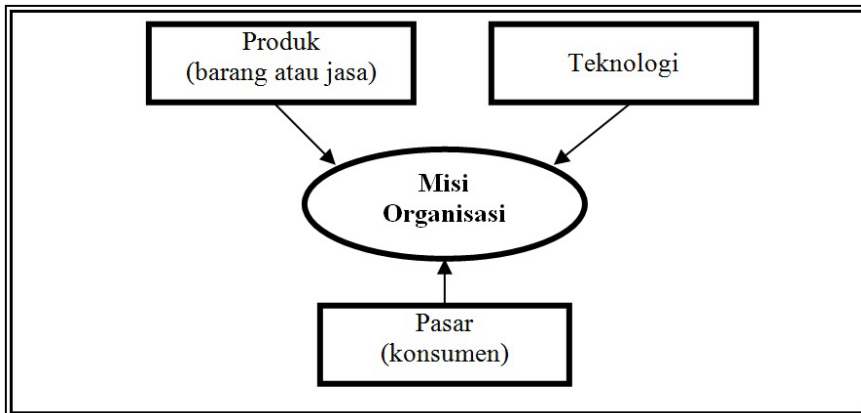 Produk
(barang atau jasa)
Teknologi
Misi
Organisasi
Pasar
(konsumen)